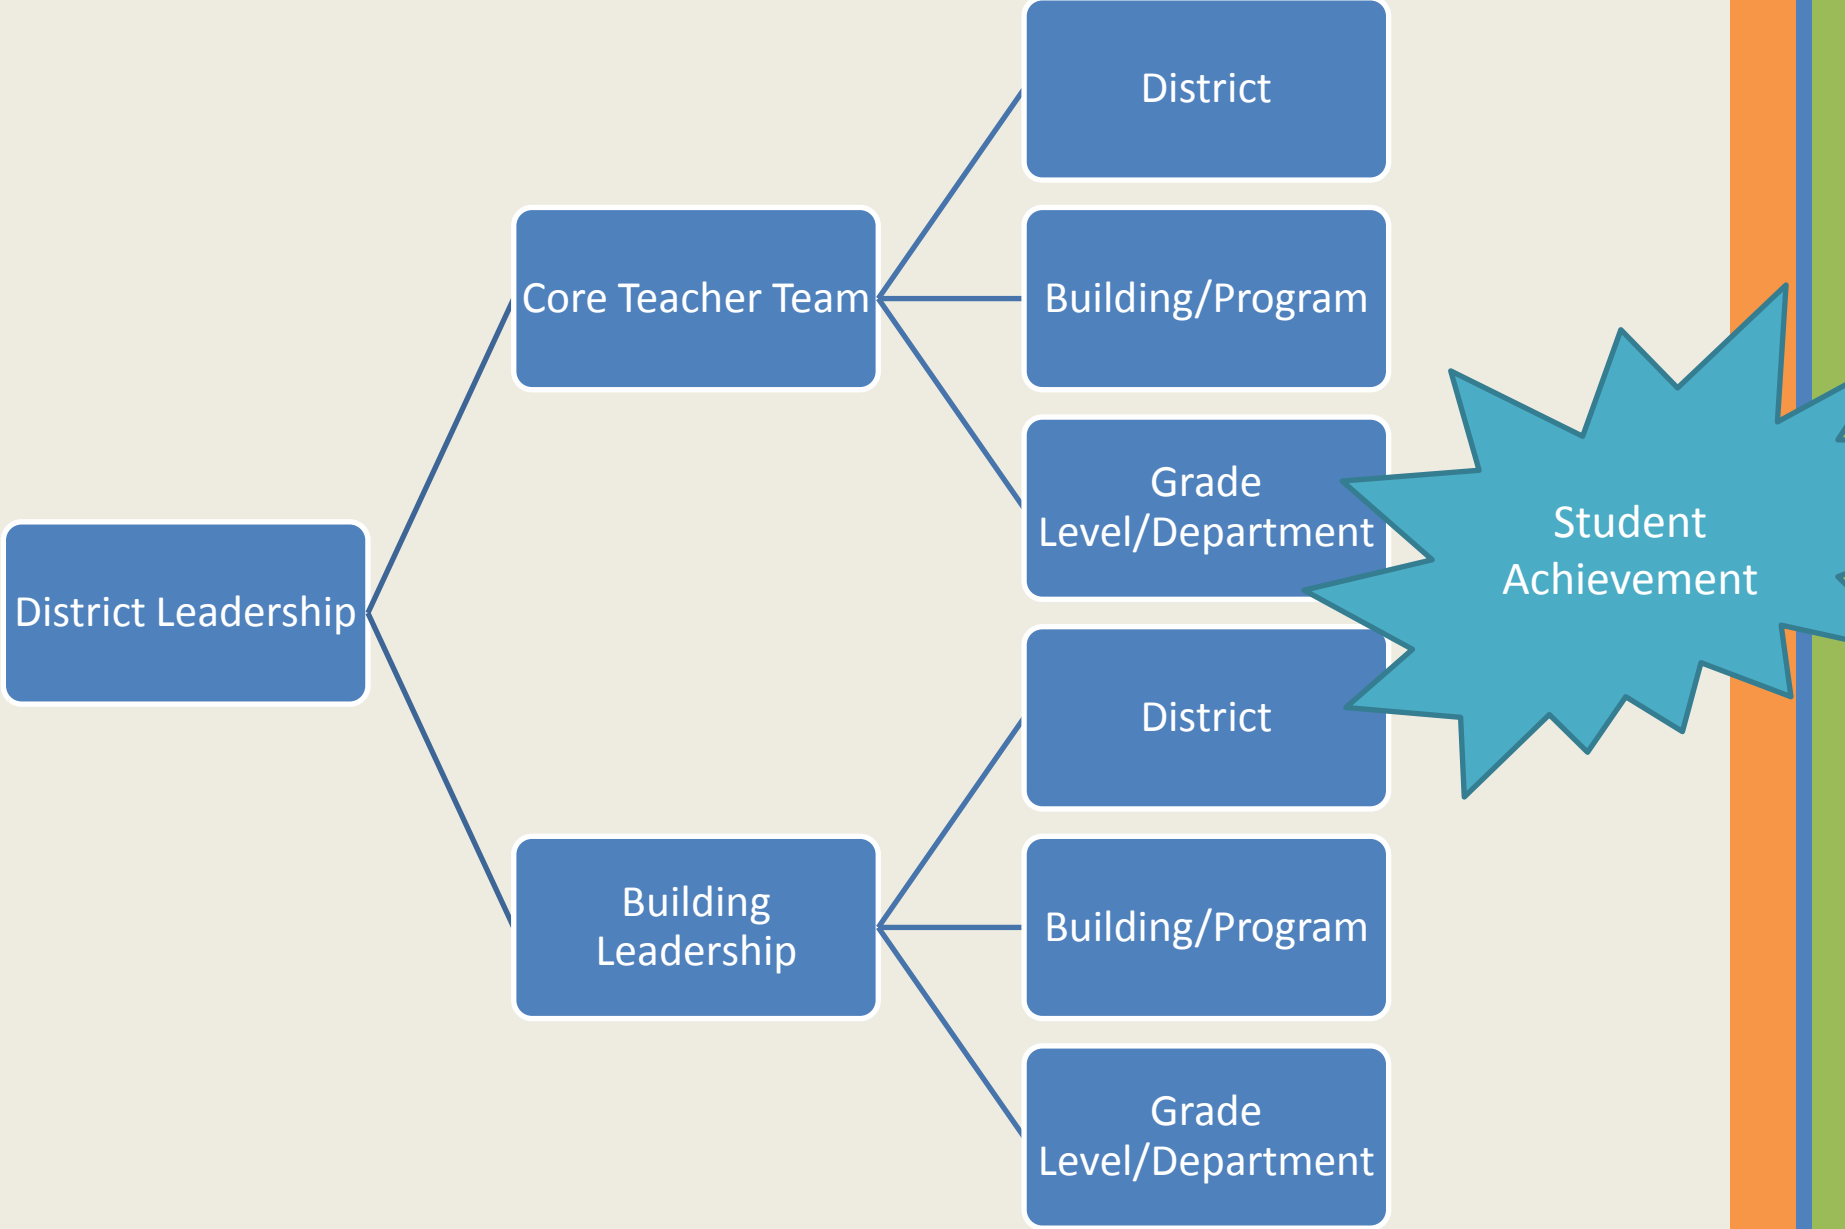 District
Core Teacher Team
Building/Program
Grade
Level/Department
Student
Achievement
District Leadership
District
Building
Leadership
Building/Program
Grade
Level/Department